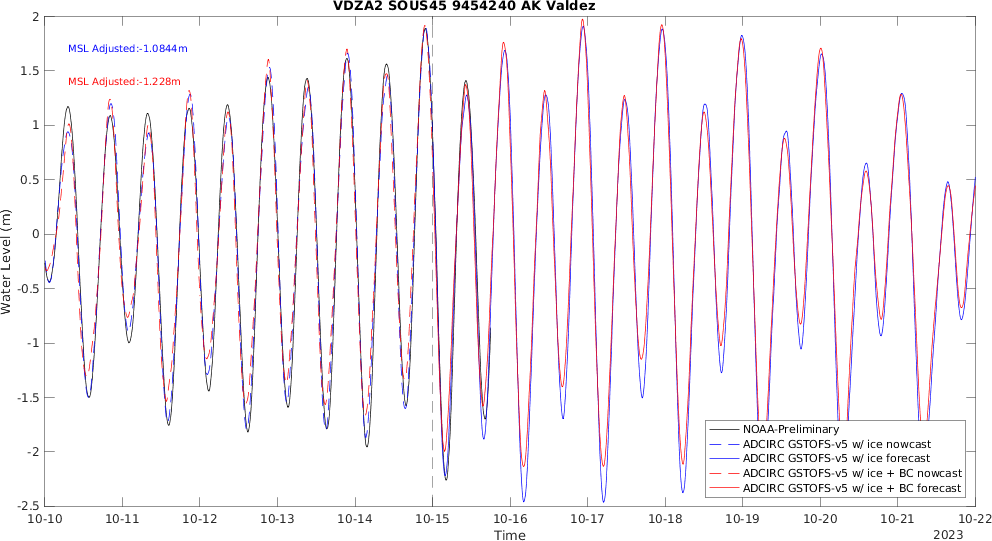 VDZA2 SOUS45 9454240 AK Valdez
MSL Adjusted:-1.0844m
MSL Adjusted:-1.228m
Water Level (m)
2
1.5
1
0.5
0
-0.5
-1
-1.5
-2
-2.5
NOAA-Preliminary
ADCIRC GSTOFS-v5 w/ ice nowcast
ADCIRC GSTOFS-v5 w/ ice forecast
ADCIRC GSTOFS-v5 w/ ice + BC nowcast
ADCIRC GSTOFS-v5 w/ ice + BC forecast
10-10 10-11 10-12 10-13 10-14 10-15 10-16 10-17 10-18 10-19 10-20 10-21 10-22
Time
2023